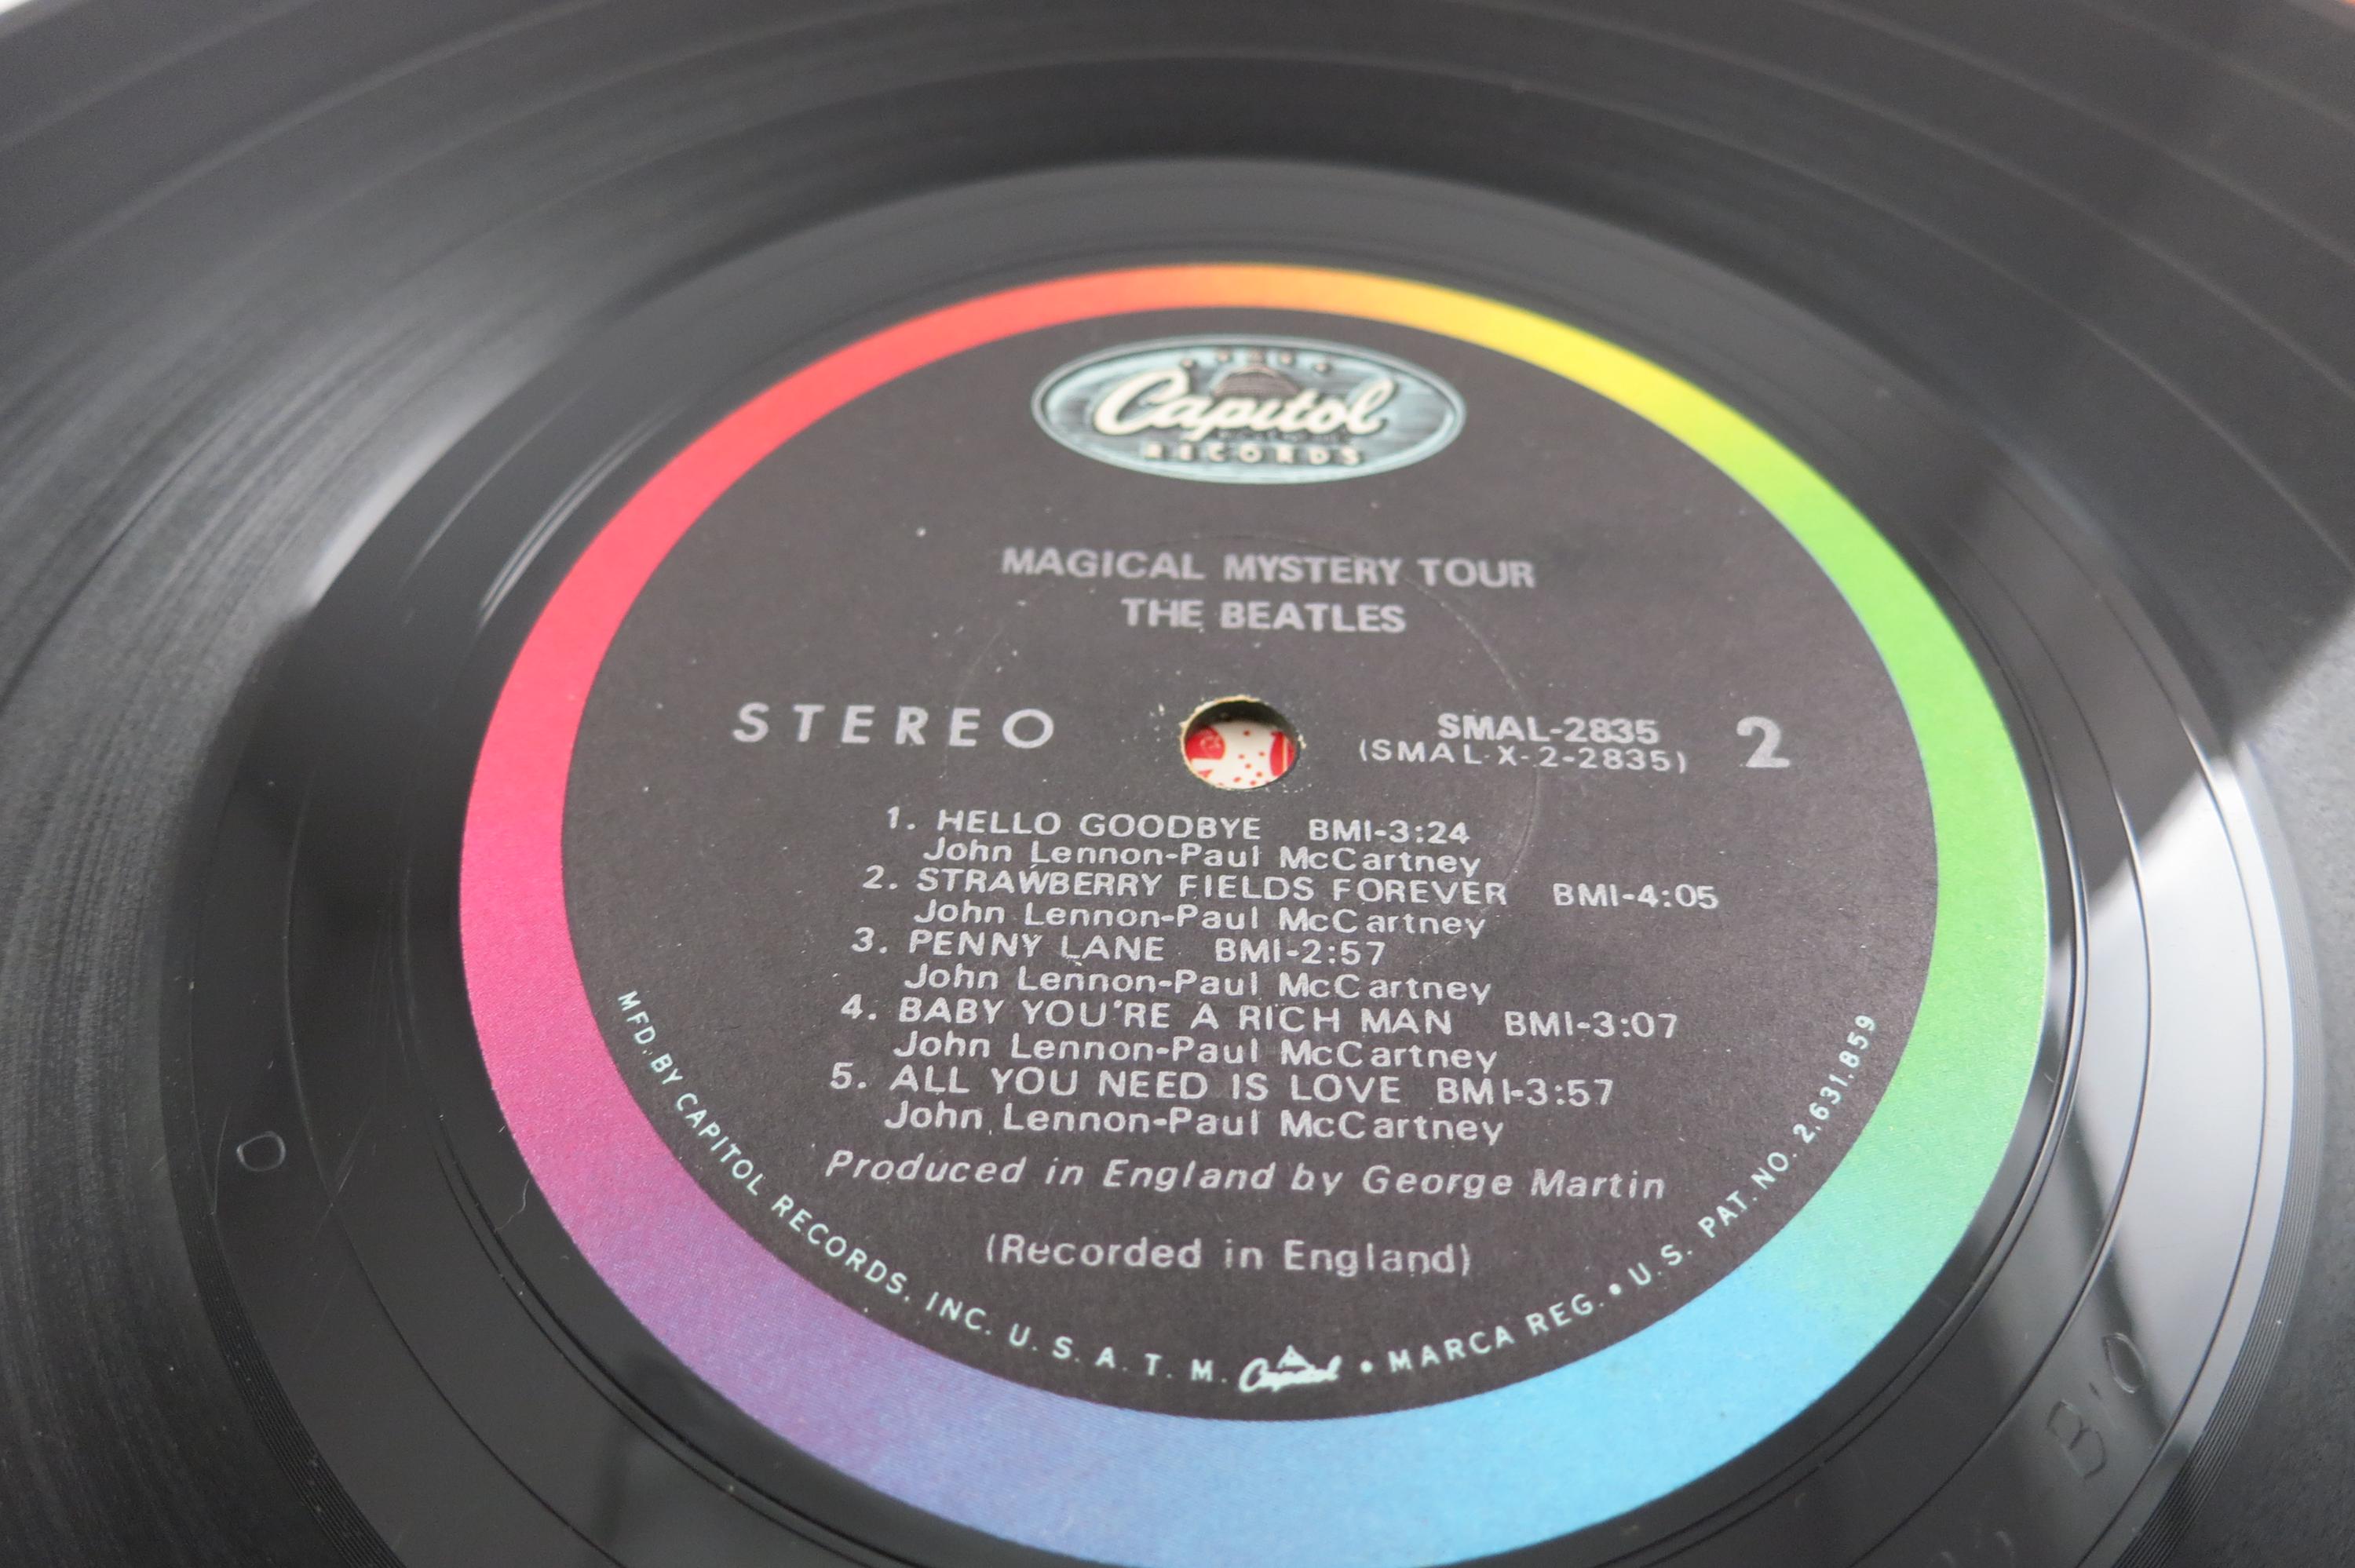 Capitol
RECORDS
MAGICAL MYSTERY TOUR
THE BEATLES
STEREO
SMAL-2835
(SMAL-X-2-2835)
2
1. HELLO GOODBYE BMI-3:24
John Lennon-Paul McCartney
2. STRAWBERRY FIELDS FOREVER BMI-4:05
John Lennon-Paul McCartney
3. PENNY LANE BMI-2:57
John Lennon-Paul McCartney
4. BABY YOU'RE A RICH MAN BMI-3:07
John Lennon-Paul McCartney
5. ALL YOU NEED IS LOVE BMI-3:57
John Lennon-Paul McCartney
Produced in England by George Martin
(Recorded in England)
MFD. BY CAPITOL RECORDS, INC. U. S. A. T. M. Capitol • MARCA REG. • U.S. PAT. NO. 2,631,859